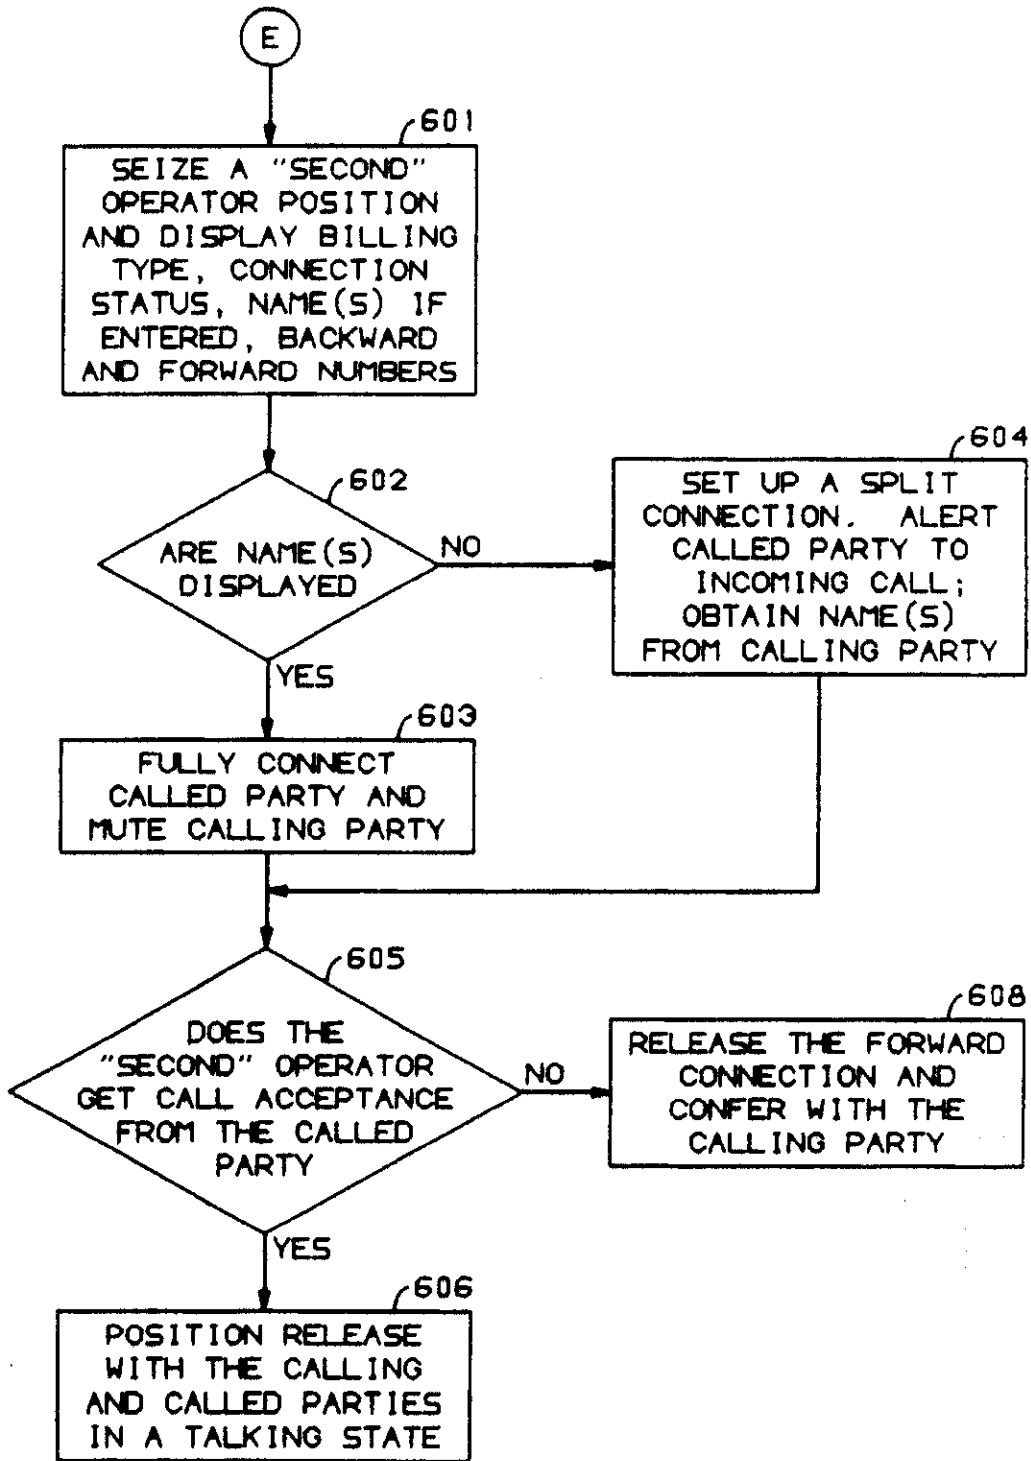 E
601
SEIZE A "SECOND"
OPERATOR POSITION
AND DISPLAY BILLING
TYPE, CONNECTION
STATUS, NAME(S) IF
ENTERED, BACKWARD
AND FORWARD NUMBERS
602
ARE NAME(S)
DISPLAYED
NO
YES
604
SET UP A SPLIT
CONNECTION. ALERT
CALLED PARTY TO
INCOMING CALL;
OBTAIN NAME(S)
FROM CALLING PARTY
603
FULLY CONNECT
CALLED PARTY AND
MUTE CALLING PARTY
605
DOES THE
"SECOND" OPERATOR
GET CALL ACCEPTANCE
FROM THE CALLED
PARTY
NO
YES
608
RELEASE THE FORWARD
CONNECTION AND
CONFER WITH THE
CALLING PARTY
606
POSITION RELEASE
WITH THE CALLING
AND CALLED PARTIES
IN A TALKING STATE